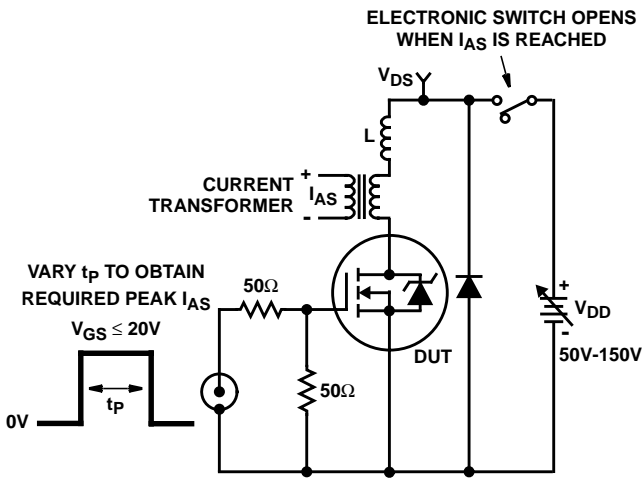 ELECTRONIC SWITCH OPENS
WHEN IAS IS REACHED
VDS
L
+
CURRENT
TRANSFORMER
IAS
-
VARY tP TO OBTAIN
REQUIRED PEAK IAS
50Ω
VGS ≤ 20V
DUT
+
VDD
-
50V-150V
50Ω
tP
0V